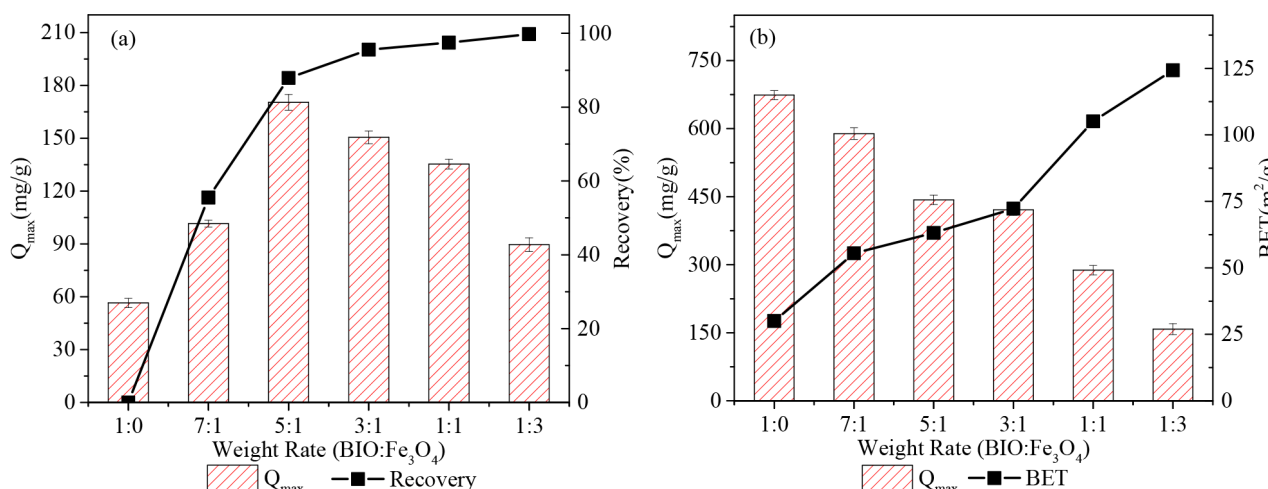 (a)
210
180
150
120
90
60
30
0
Qmax(mg/g)
100
80
60
40
20
0
Recovery(%)
1:0 7:1 5:1 3:1 1:1 1:3
Weight Rate (BIO:Fe3O4)
Qmax Recovery
(b)
750
600
450
300
150
0
Qmax(mg/g)
125
100
75
50
25
0
BET(m2/g)
1:0 7:1 5:1 3:1 1:1 1:3
Weight Rate (BIO:Fe3O4)
Qmax BET